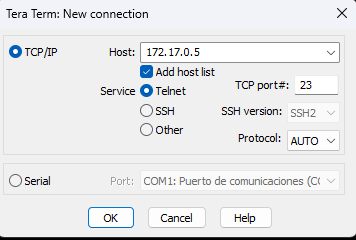 Tera Term: New connection
TCP/IP
Host: 172.17.0.5
Add host list
Service Telnet
TCP port#: 23
SSH
SSH version: SSH2
Other
Protocol: AUTO
Serial
Port: COM1: Puerto de comunicaciones (CO
OK Cancel Help